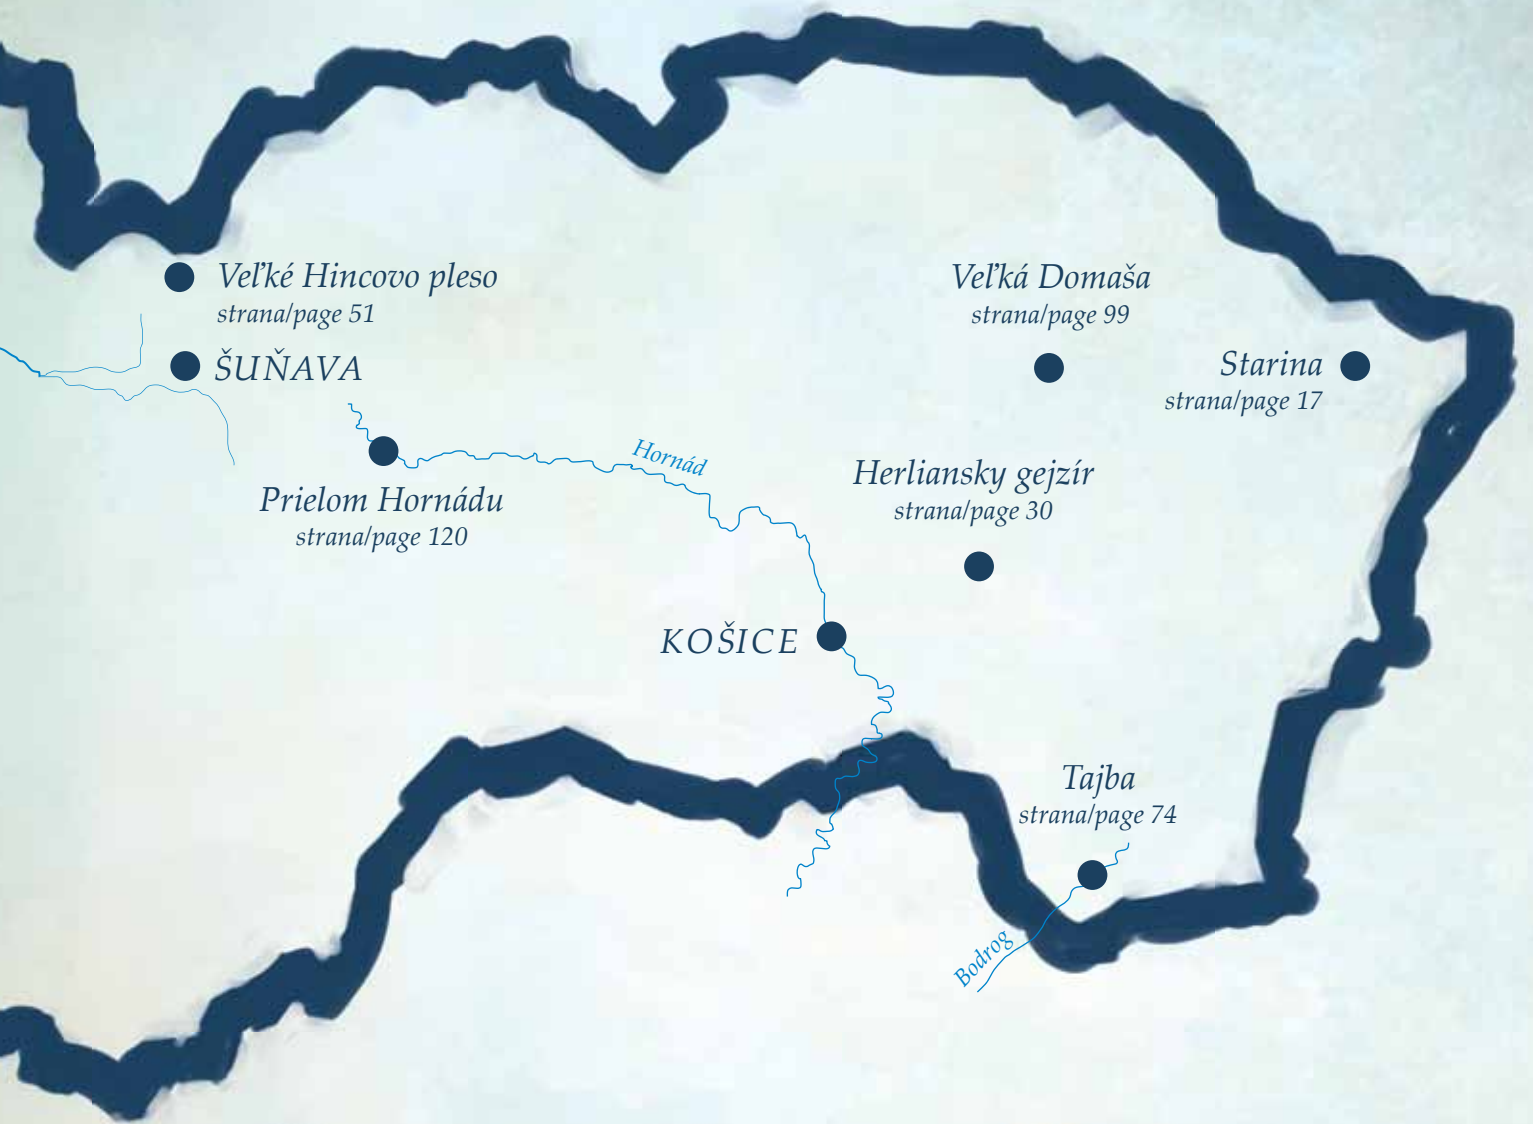 Veľké Hincovo pleso
strana/page 51
ŠUŇAVA
Prielom Hornádu
strana/page 120
Hornád
Veľká Domaša
strana/page 99
Starina
strana/page 17
Herliansky gejzír
strana/page 30
KOŠICE
Tajba
strana/page 74
Bodrog